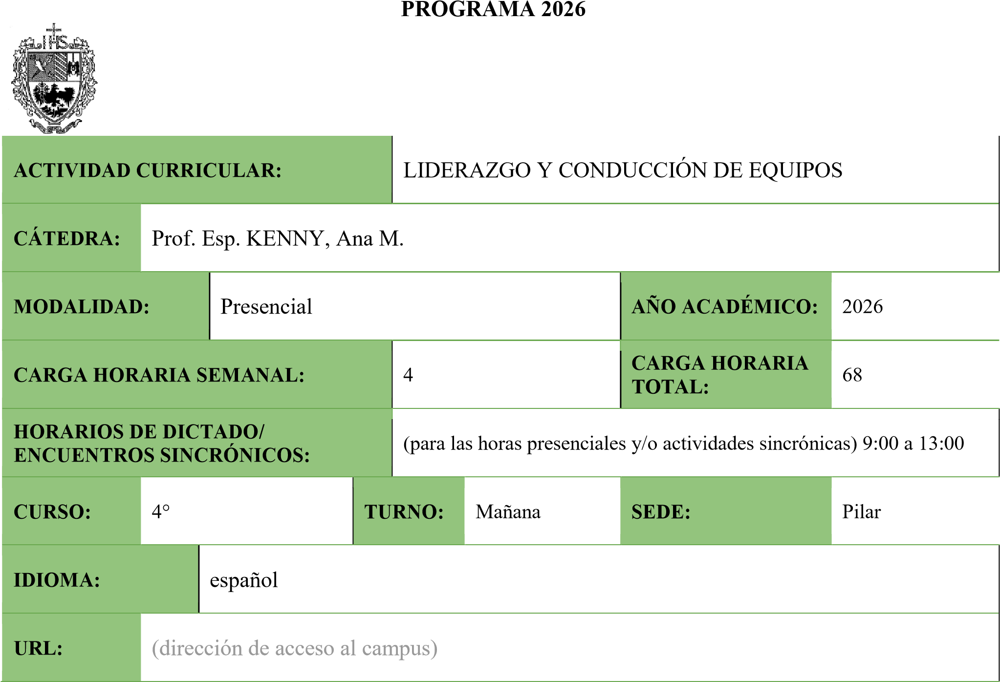 PROGRAMA 2026
IHS
ACTIVIDAD CURRICULAR: LIDERAZGO Y CONDUCCIÓN DE EQUIPOS
CÁTEDRA: Prof. Esp. KENNY, Ana M.
MODALIDAD: Presencial AÑO ACADÉMICO: 2026
CARGA HORARIA SEMANAL: 4 CARGA HORARIA
TOTAL: 68
HORARIOS DE DICTADO/
ENCUENTROS SINCRÓNICOS: (para las horas presenciales y/o actividades sincrónicas) 9:00 a 13:00
CURSO: 4° TURNO: Mañana SEDE: Pilar
IDIOMA: español
URL: (dirección de acceso al campus)